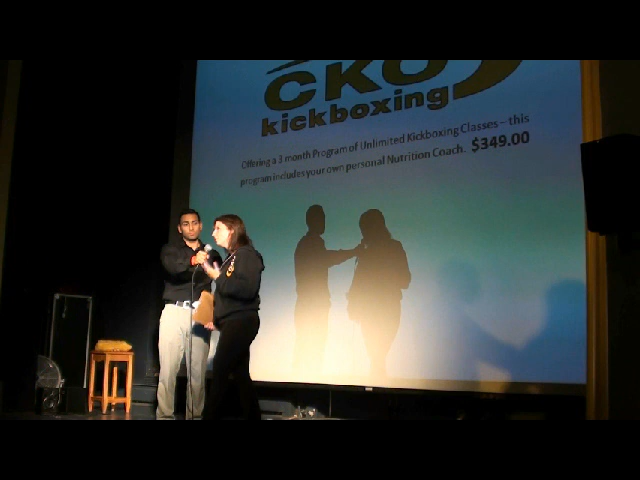 CKO
kickboxing
Offering a 3 month Program of Unlimited Kickboxing Classes – this
program includes your own personal Nutrition Coach. $349.00